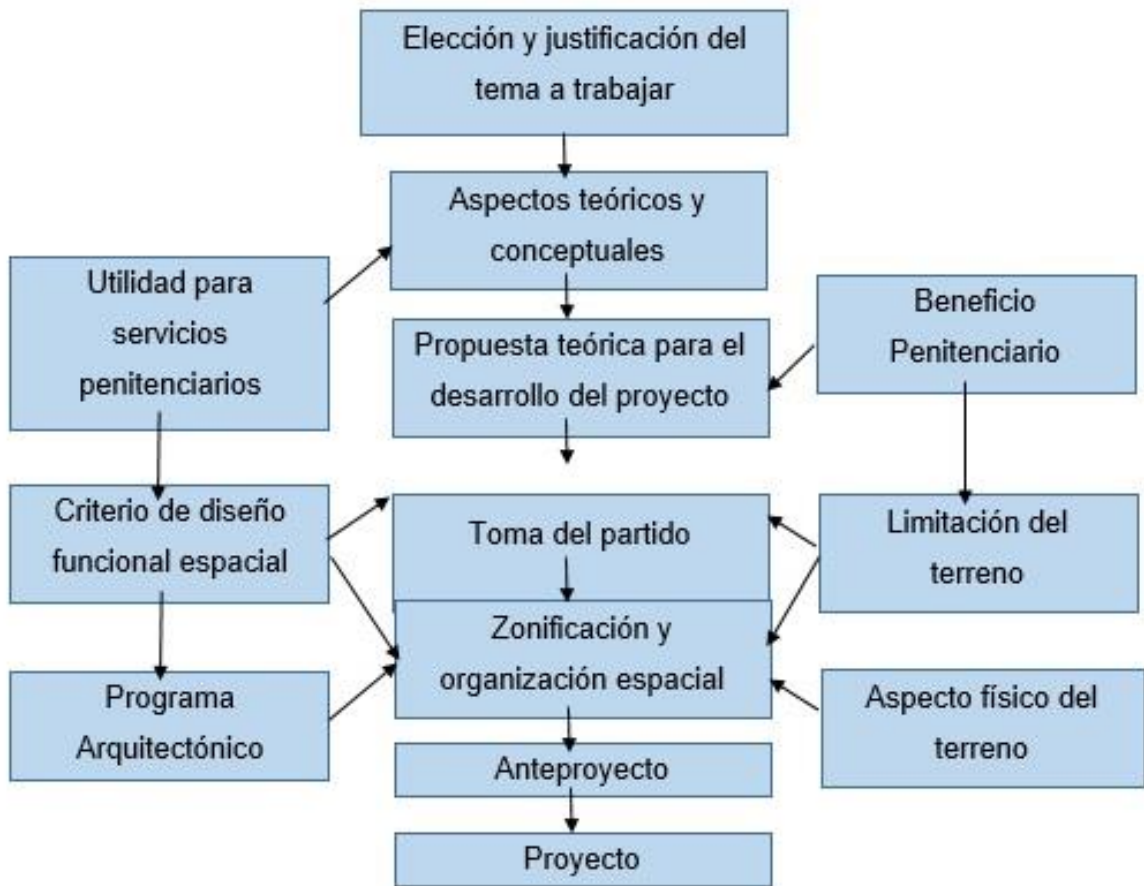 Elección y justificación del
tema a trabajar
Aspectos teóricos y
conceptuales
Utilidad para
servicios
penitenciarios
Beneficio
Penitenciario
Propuesta teórica para el
desarrollo del proyecto
Criterio de diseño
funcional espacial
Toma del partido
Limitación del
terreno
Zonificación y
organización espacial
Programa
Arquitectónico
Aspecto físico del
terreno
Anteproyecto
Proyecto